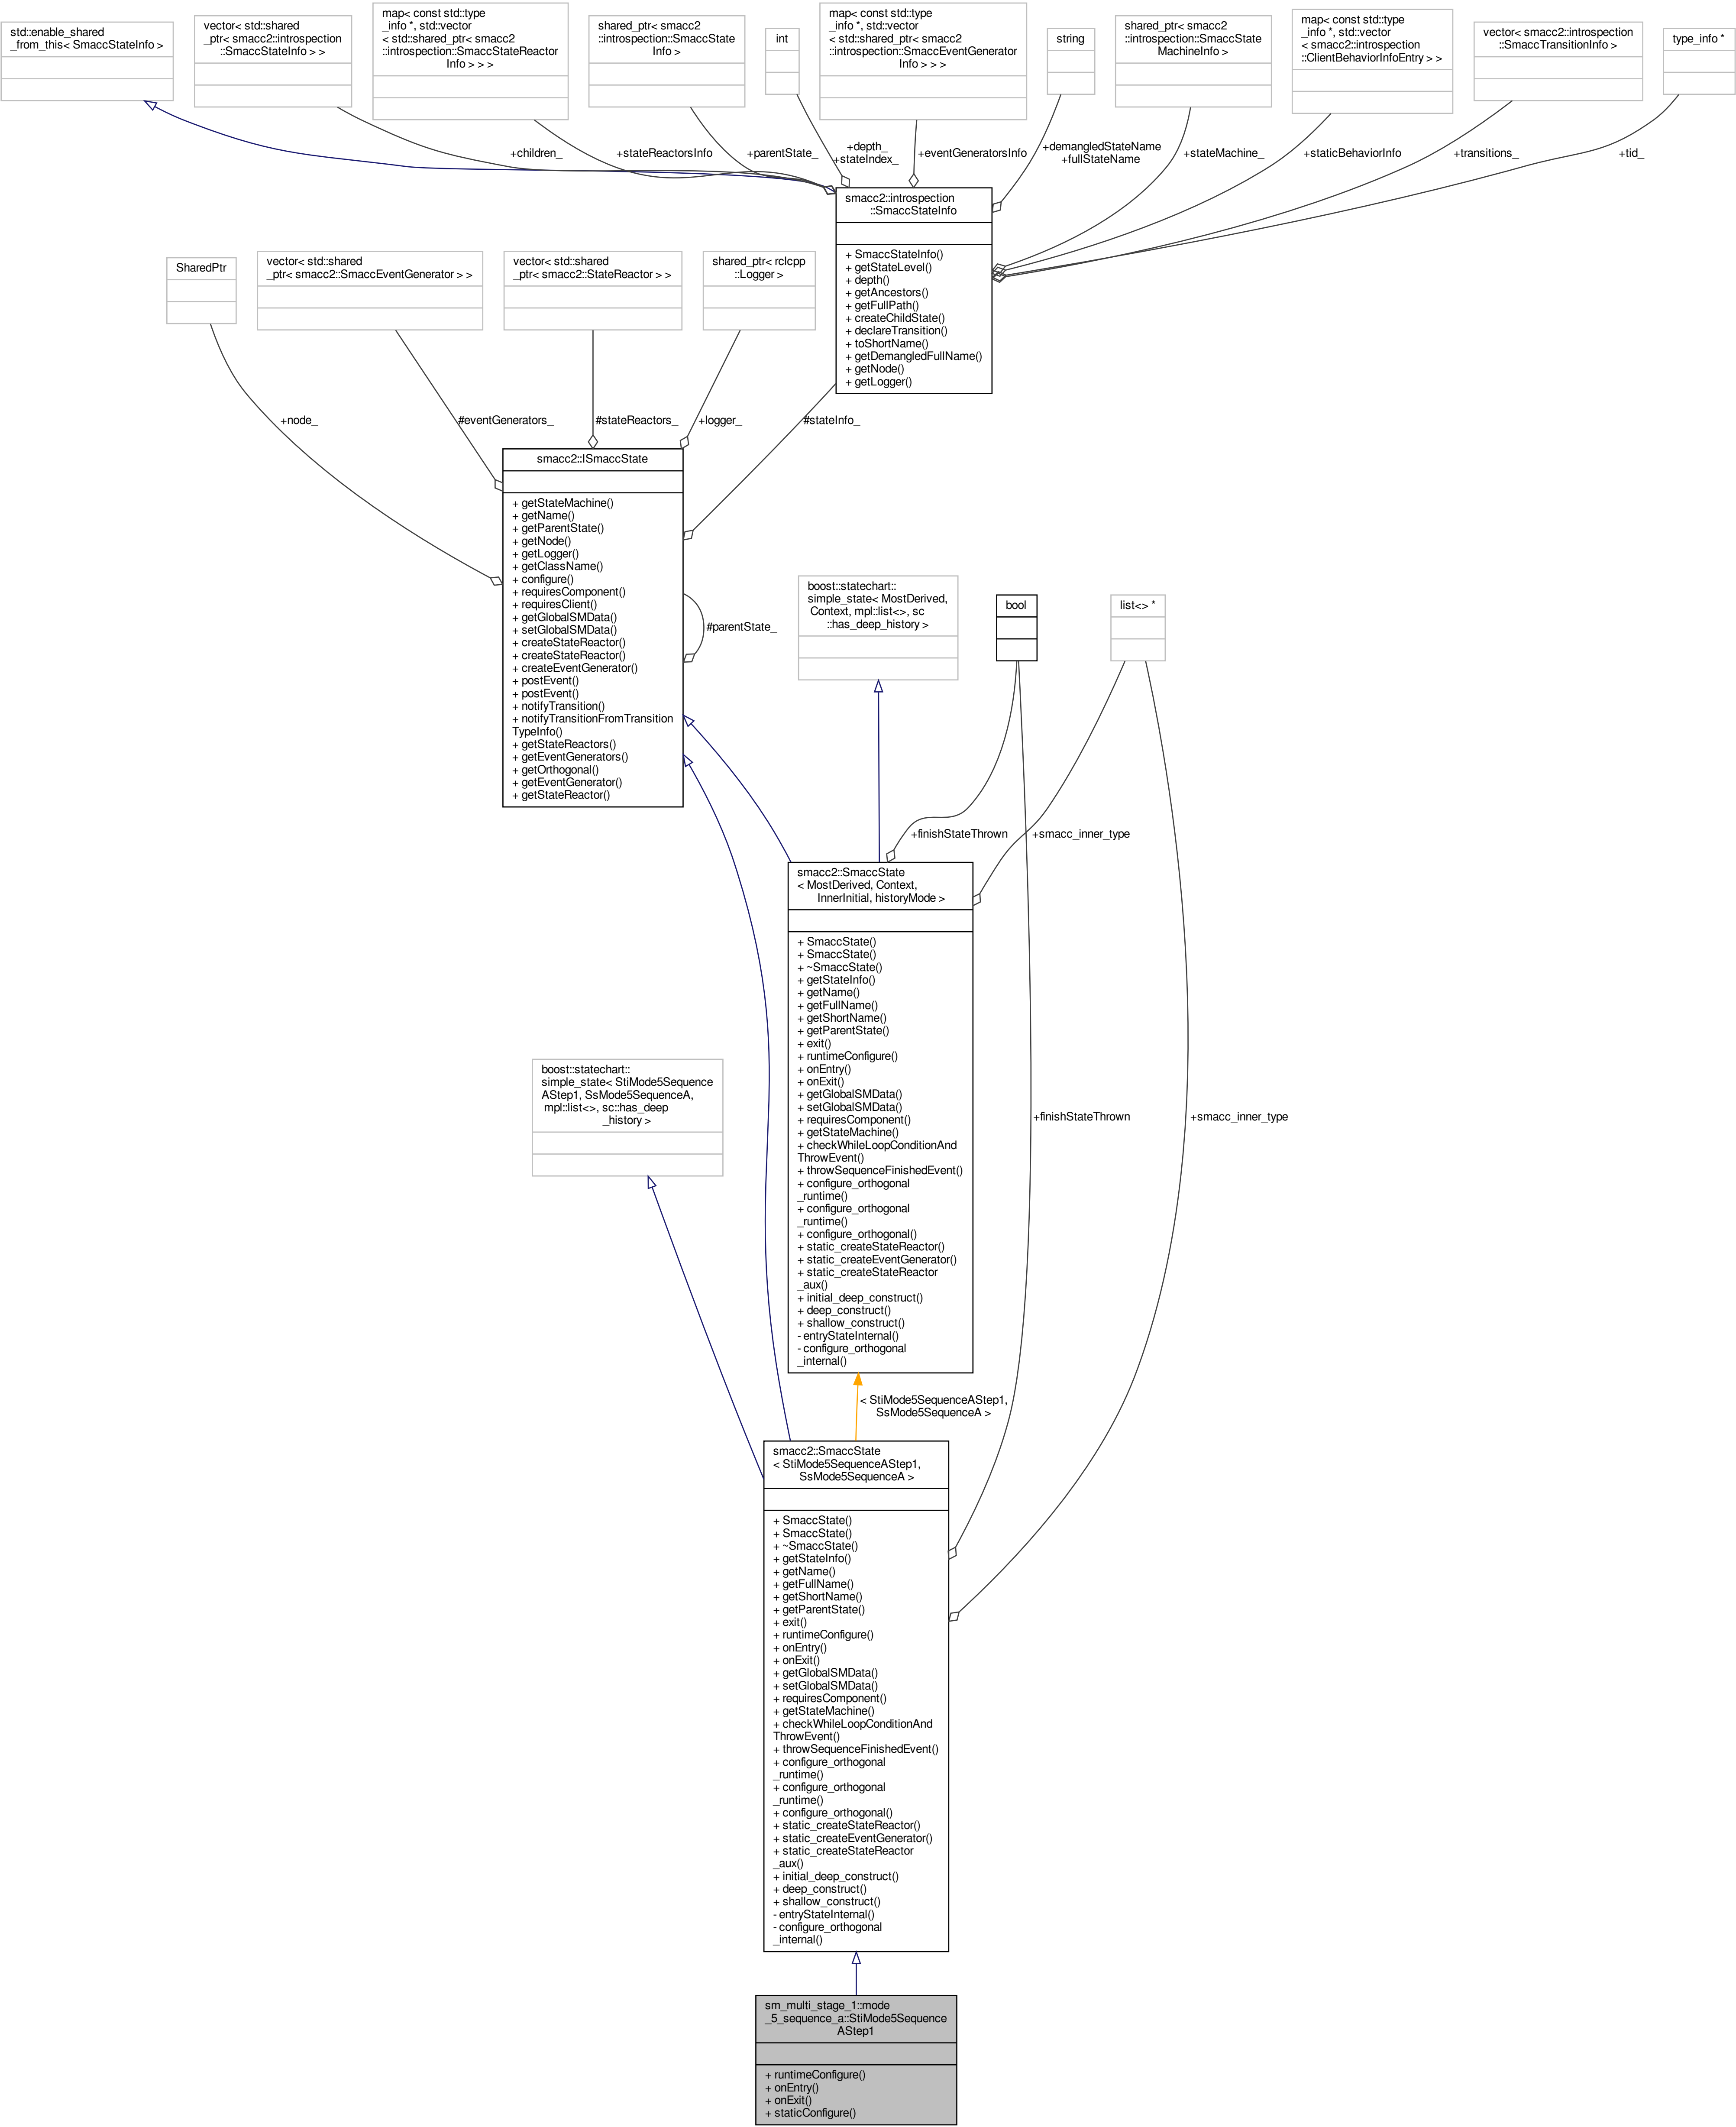 std::enable_shared
_from_this< SmaccStateInfo >
vector< std::shared
_ptr< smacc2::introspection
::SmaccStateInfo > >
map< const std::type
_info *, std::vector
< std::shared_ptr< smacc2
::introspection::SmaccStateReactor
Info > > >
shared_ptr< smacc2
::introspection::SmaccState
Info >
int
map< const std::type
_info *, std::vector
< std::shared_ptr< smacc2
::introspection::SmaccEventGenerator
Info > > >
string
shared_ptr< smacc2
::introspection::SmaccState
MachineInfo >
map< const std::type
_info *, std::vector
< smacc2::introspection
::ClientBehaviorInfoEntry > >
vector< smacc2::introspection
::SmaccTransitionInfo >
type_info *
+children_
+stateReactorsInfo
+parentState_
+depth_
+stateIndex_
+eventGeneratorsInfo
+demangledStateName
+fullStateName
+stateMachine_
+staticBehaviorInfo
+transitions_
+tid_
smacc2::introspection
::SmaccStateInfo
+ SmaccStateInfo()
+ getStateLevel()
+ depth()
+ getAncestors()
+ getFullPath()
+ createChildState()
+ declareTransition()
+ toShortName()
+ getDemangledFullName()
+ getNode()
+ getLogger()
SharedPtr
vector< std::shared
_ptr< smacc2::SmaccEventGenerator > >
vector< std::shared
_ptr< smacc2::StateReactor > >
shared_ptr< rclcpp
::Logger >
+node_
#eventGenerators_
#stateReactors_
+logger_
#stateInfo_
smacc2::ISmaccState
+ getStateMachine()
+ getName()
+ getParentState()
+ getNode()
+ getLogger()
+ getClassName()
+ configure()
+ requiresComponent()
+ requiresClient()
+ getGlobalSMData()
+ setGlobalSMData()
+ createStateReactor()
+ createStateReactor()
+ createEventGenerator()
+ postEvent()
+ postEvent()
+ notifyTransition()
+ notifyTransitionFromTransition
TypeInfo()
+ getStateReactors()
+ getEventGenerators()
+ getOrthogonal()
+ getEventGenerator()
+ getStateReactor()
#parentState_
boost::statechart::
simple_state< MostDerived,
Context, mpl::list<>, sc
::has_deep_history >
bool
list<> *
+finishStateThrown
+smacc_inner_type
smacc2::SmaccState
< MostDerived, Context,
InnerInitial, historyMode >
+ SmaccState()
+ SmaccState()
+ ~SmaccState()
+ getStateInfo()
+ getName()
+ getFullName()
+ getShortName()
+ getParentState()
+ exit()
+ runtimeConfigure()
+ onEntry()
+ onExit()
+ getGlobalSMData()
+ setGlobalSMData()
+ requiresComponent()
+ getStateMachine()
+ checkWhileLoopConditionAnd
ThrowEvent()
+ throwSequenceFinishedEvent()
+ configure_orthogonal
_runtime()
+ configure_orthogonal
_runtime()
+ configure_orthogonal()
+ static_createStateReactor()
+ static_createEventGenerator()
+ static_createStateReactor
_aux()
+ initial_deep_construct()
+ deep_construct()
+ shallow_construct()
- entryStateInternal()
- configure_orthogonal
_internal()
boost::statechart::
simple_state< StiMode5Sequence
AStep1, SsMode5SequenceA,
mpl::list<>, sc::has_deep
_history >
+finishStateThrown
+smacc_inner_type
< StiMode5SequenceAStep1,
SsMode5SequenceA >
smacc2::SmaccState
< StiMode5SequenceAStep1,
SsMode5SequenceA >
+ SmaccState()
+ SmaccState()
+ ~SmaccState()
+ getStateInfo()
+ getName()
+ getFullName()
+ getShortName()
+ getParentState()
+ exit()
+ runtimeConfigure()
+ onEntry()
+ onExit()
+ getGlobalSMData()
+ setGlobalSMData()
+ requiresComponent()
+ getStateMachine()
+ checkWhileLoopConditionAnd
ThrowEvent()
+ throwSequenceFinishedEvent()
+ configure_orthogonal
_runtime()
+ configure_orthogonal
_runtime()
+ configure_orthogonal()
+ static_createStateReactor()
+ static_createEventGenerator()
+ static_createStateReactor
_aux()
+ initial_deep_construct()
+ deep_construct()
+ shallow_construct()
- entryStateInternal()
- configure_orthogonal
_internal()
sm_multi_stage_1::mode
_5_sequence_a::StiMode5Sequence
AStep1
+ runtimeConfigure()
+ onEntry()
+ onExit()
+ staticConfigure()